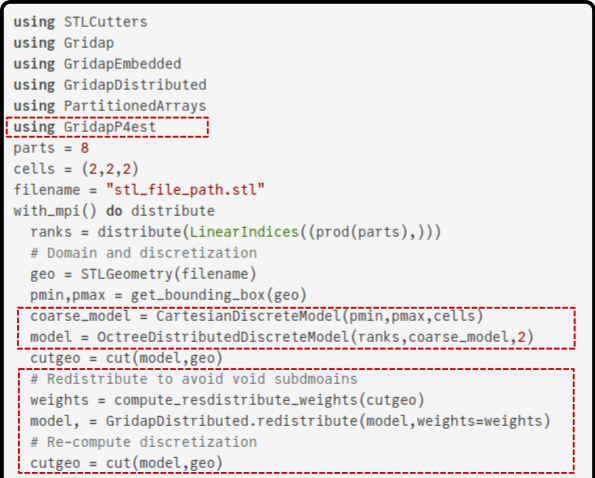 using STLCutters
using Gridap
using GridapEmbedded
using GridapDistributed
using PartitionedArrays
using GridapP4est
parts = 8
cells = (2,2,2)
filename = "stl_file_path.stl"
with_mpi() do distribute
  ranks = distribute(LinearIndices((prod(parts),)))
  # Domain and discretization
  geo = STLGeometry(filename)
  pmin,pmax = get_bounding_box(geo)
  coarse_model = CartesianDiscreteModel(pmin,pmax,cells)
  model = OctreeDistributedDiscreteModel(ranks,coarse_model,2)
  cutgeo = cut(model,geo)
  # Redistribute to avoid void subdmoains
  weights = compute_resdistribute_weights(cutgeo)
  model, = GridapDistributed.redistribute(model,weights=weights)
  # Re-compute discretization
  cutgeo = cut(model,geo)